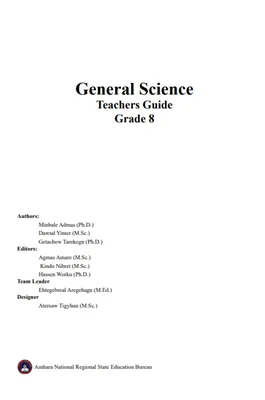 General Science
Teachers Guide
Grade 8
Authors:
Minbale Admas (Ph.D.)
Dawud Yimer (M.Sc.)
Getachew Tarekegn (Ph.D.)
Editors:
Agmas Amare (M.Sc.)
Kindu Nibret (M.Sc.)
Hassen Worku (Ph.D.)
Team Leader
Ehtegebreal Aregehagn (M.Ed.)
Designer
Atersaw Tigyhun (M.Sc.)
Amhara National Regional State Education Bureau